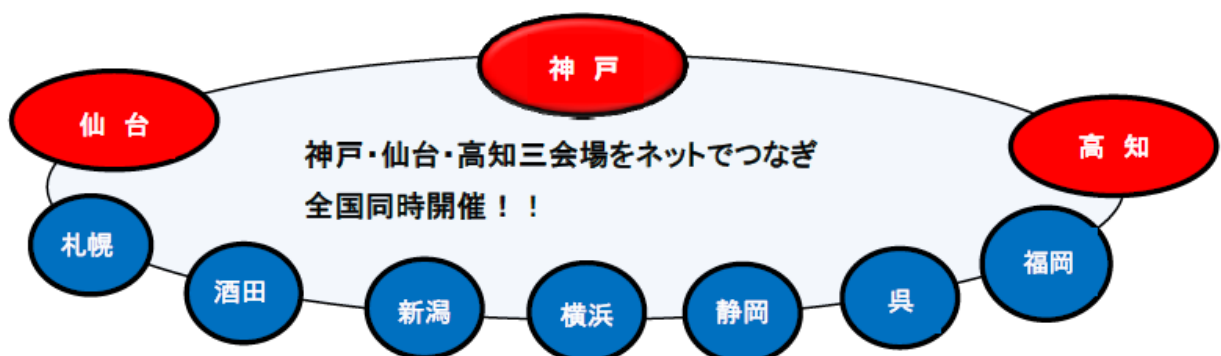 神 戸
仙 台
高 知
神戸・仙台・高知三会場をネットでつなぎ
全国同時開催！！
札幌
酒田
新潟
横浜
静岡
呉
福岡